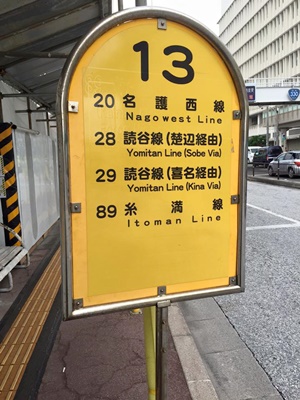 13
20 名護西線
Nagowest Line
28 読谷線(楚辺経由)
Yomitan Line (Sobe Via)
29 読谷線(喜名経由)
Yomitan Line (Kina Via)
89 糸満線
Itoman Line